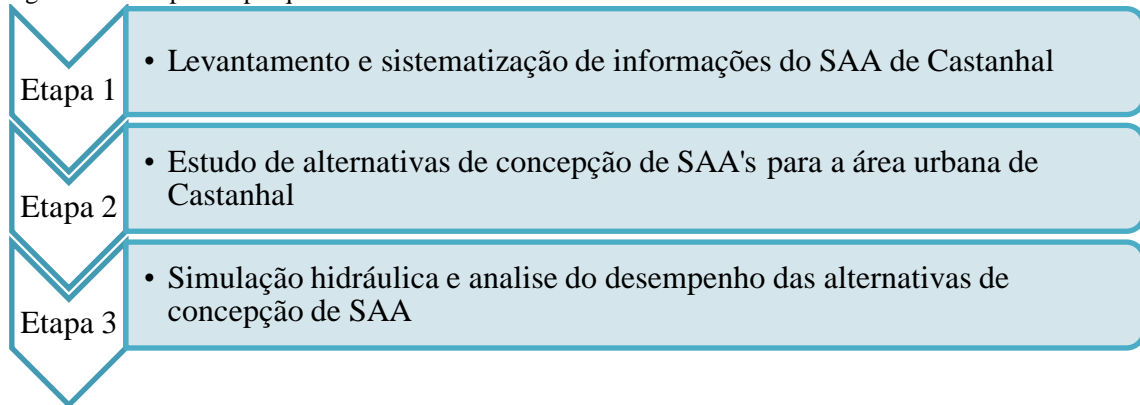 Etapa 1
• Levantamento e sistematização de informações do SAA de Castanhal
Etapa 2
• Estudo de alternativas de concepção de SAA's para a área urbana de
Castanhal
Etapa 3
• Simulação hidráulica e analise do desempenho das alternativas de
concepção de SAA